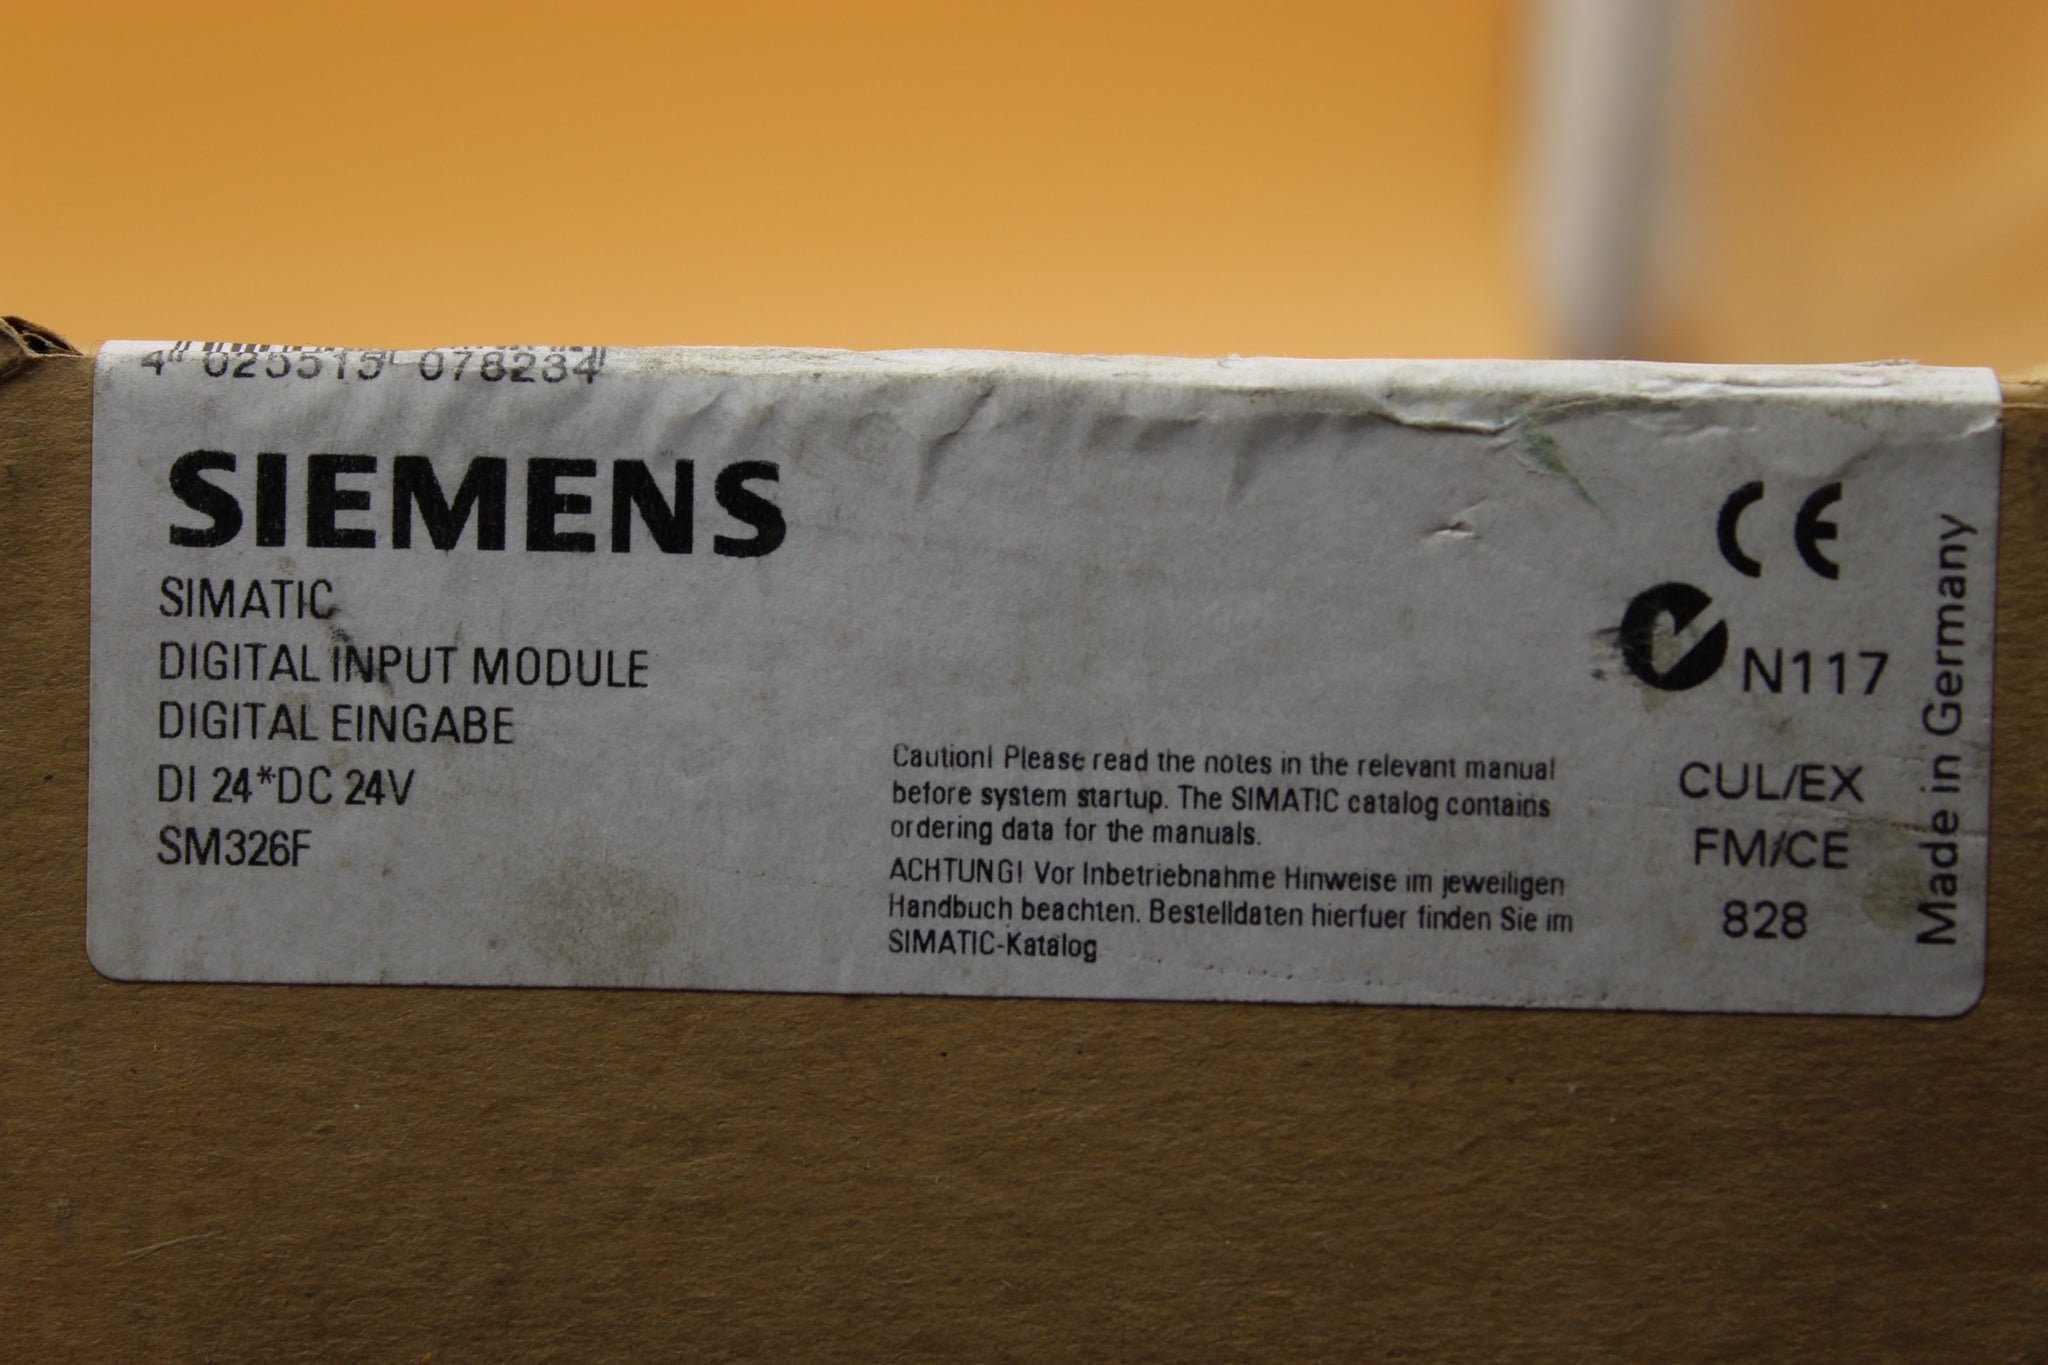 4 025515 078234
SIEMENS
SIMATIC
DIGITAL INPUT MODULE
DIGITAL EINGABE
DI 24*DC 24V
SM326F
Caution! Please read the notes in the relevant manual
before system startup. The SIMATIC catalog contains
ordering data for the manuals.
ACHTUNG! Vor Inbetriebnahme Hinweise im jeweiligen
Handbuch beachten. Bestelldaten hierfuer finden Sie im
SIMATIC-Katalog
CE
N117
CUL/EX
FM/CE
828
Made in Germany